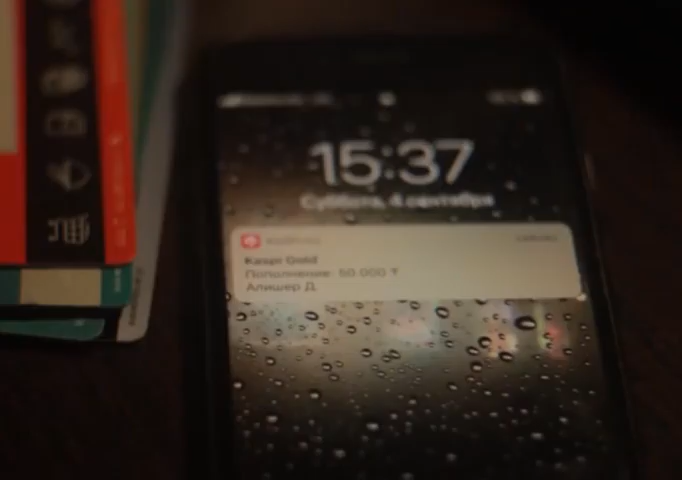 15:37
Суббота, 4 сентября
Kaspi Gold
Пополнение: 50 000 ₸
Алишер Д.